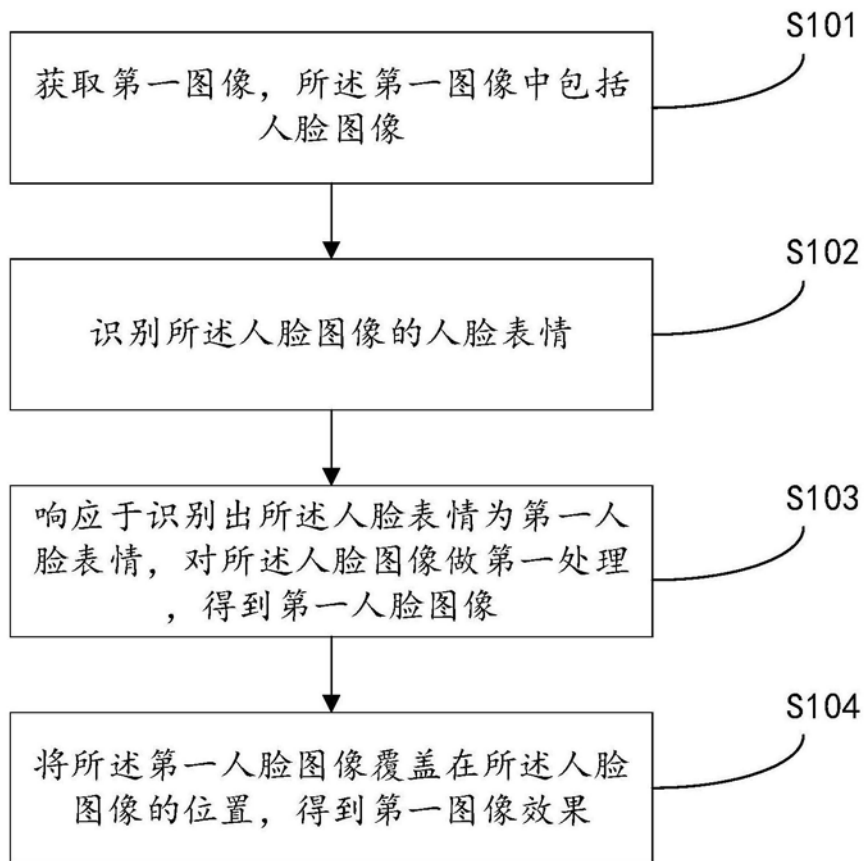 S101
获取第一图像，所述第一图像中包括
人脸图像
S102
识别所述人脸图像的人脸表情
S103
响应于识别出所述人脸表情为第一人
脸表情，对所述人脸图像做第一处理
，得到第一人脸图像
S104
将所述第一人脸图像覆盖在所述人脸
图像的位置，得到第一图像效果